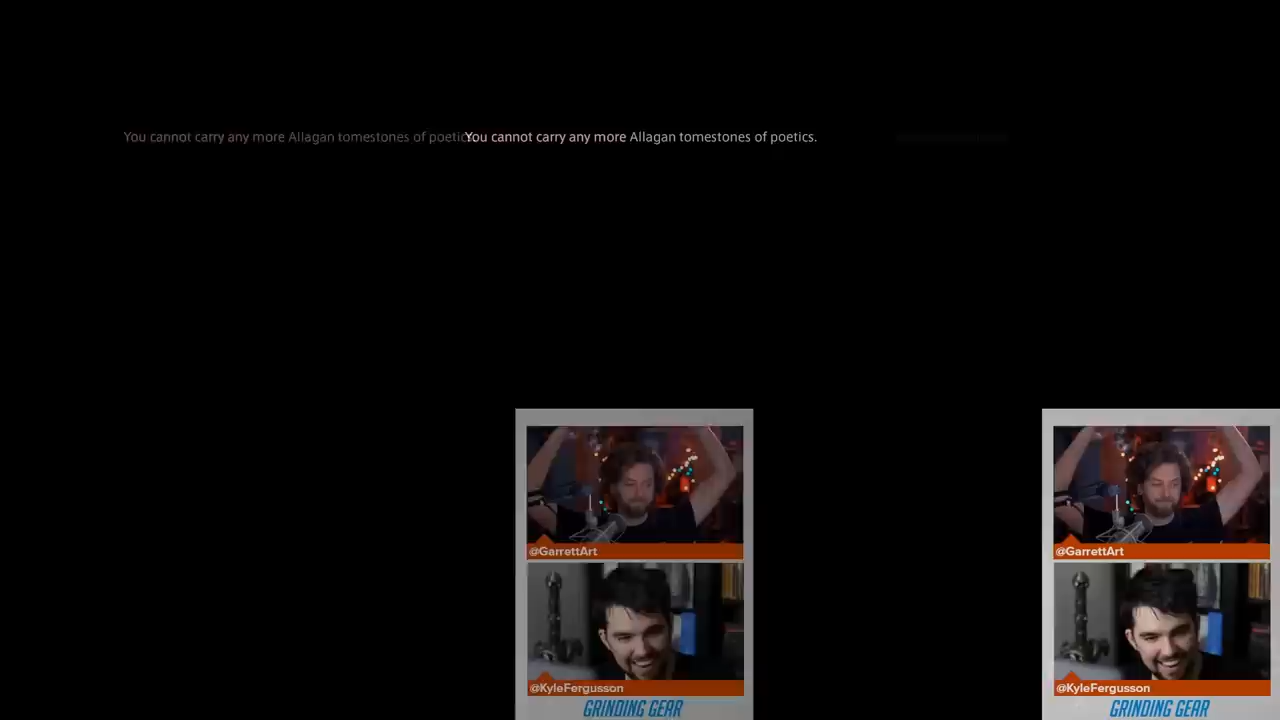 You cannot carry any more Allagan tomestones of poetic
You cannot carry any more Allagan tomestones of poetics.
@GarrettArt
@GarrettArt
@KyleFergusson
@KyleFergusson
GRINDING GEAR
GRINDING GEAR